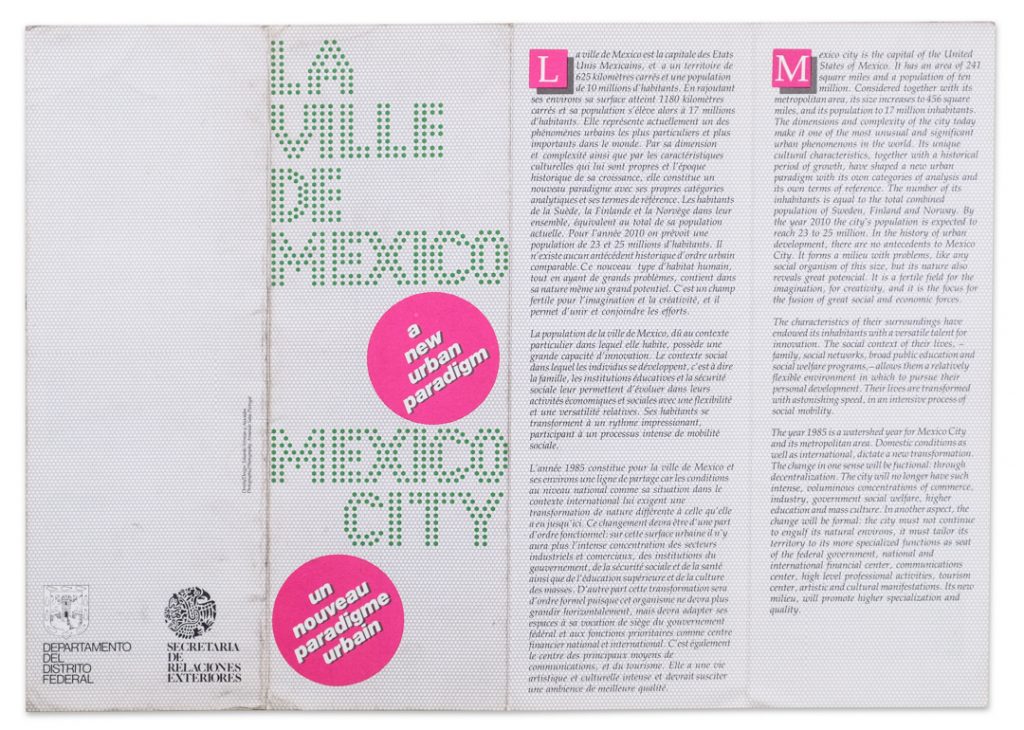 DEPARTAMENTO
DEL
DISTRITO
FEDERAL
SECRETARIA
DE
RELACIONES
EXTERIORES
LA
VILLE
DE
MEXICO
a
new
urban
paradigm
MEXICO
CITY
un
nouveau
paradigme
urbain
La ville de Mexico est la capitale des Etats
Unis Mexicains, et a un territoire de
625 kilomètres carrés et une population
de 10 millions d'habitants. En rajoutant
ses environs sa surface atteint 1180 kilomètres
carrés et sa population s'élève alors à 17 millions
d'habitants. Elle représente actuellement un des
phénomènes urbains les plus particuliers et plus
importants dans le monde. Par sa dimension
et complexité ainsi que par les caractéristiques
culturelles qui lui sont propres et l'époque
historique de sa croissance, elle constitue un
nouveau paradigme avec ses propres catégories
analytiques et ses termes de référence. Les habitants
de la Suède, la Finlande et la Norvège dans leur
ensemble, équivalent au total de sa population
actuelle. Pour l'année 2010 on prévoit une
population de 23 et 25 millions d'habitants. Il
n'existe aucun antécédent historique d'ordre urbain
comparable. Ce nouveau type d'habitat humain,
tout en ayant de grands problèmes, contient dans
sa nature même un grand potentiel. C'est un champ
fertile pour l'imagination et la créativité, et il
permet d'unir et conjoindre les efforts.
La population de la ville de Mexico, dû au contexte
particulier dans lequel elle habite, possède une
grande capacité d'innovation. Le contexte social
dans lequel les individus se développent, c'est à dire
la famille, les institutions éducatives et la sécurité
sociale leur permettent d'évoluer dans leurs
activités économiques et sociales avec une flexibilité
et une versatilité relatives. Ses habitants se
transforment à un rythme impressionant,
participant à un processus intense de mobilité
sociale.
L'année 1985 constitue pour la ville de Mexico et
ses environs une ligne de partage car les conditions
au niveau national comme sa situation dans le
contexte international lui exigent une
transformation de nature différente à celle qu'elle
a eu jusqu'ici. Ce changement devra être d'une part
d'ordre fonctionnel: sur cette surface urbaine il n'y
aura plus l'intense concentration des secteurs
industriels et comerciaux, des institutions du
gouvernement, de la sécurité sociale et de la santé
ainsi que de l'éducation supérieure et de la culture
des masses. D'autre part cette transformation sera
d'ordre formel puisque cet organisme ne devra plus
grandir horizontalement, mais devra adapter ses
espaces à sa vocation de siège du gouvernement
fédéral et aux fonctions prioritaires comme centre
financier national et international. C'est également
le centre des principaux moyens de
communications, et du tourisme. Elle a une vie
artistique et culturelle intense et devrait susciter
une ambience de meilleure qualité.
Mexico city is the capital of the United
States of Mexico. It has an area of 241
square miles and a population of ten
million. Considered together with its
metropolitan area, its size increases to 456 square
miles, and its population to 17 million inhabitants.
The dimensions and complexity of the city today
make it one of the most unusual and significant
urban phenomenons in the world. Its unique
cultural characteristics, together with a historical
period of growth, have shaped a new urban
paradigm with its own categories of analysis and
its own terms of reference. The number of its
inhabitants is equal to the total combined
population of Sweden, Finland and Norway. By
the year 2010 the city's population is expected to
reach 23 to 25 million. In the history of urban
development, there are no antecedents to Mexico
City. It forms a milieu with problems, like any
social organism of this size, but its nature also
reveals great potencial. It is a fertile field for the
imagination, for creativity, and it is the focus for
the fusion of great social and economic forces.
The characteristics of their surroundings have
endowed its inhabitants with a versatile talent for
innovation. The social context of their lives, –
family, social networks, broad public education and
social welfare programs,– allows them a relatively
flexible environment in which to pursue their
personal development. Their lives are transformed
with astonishing speed, in an intensive process of
social mobility.
The year 1985 is a watershed year for Mexico City
and its metropolitan area. Domestic conditions as
well as international, dictate a new transformation.
The change in one sense will be fuctional: through
decentralization. The city will no longer have such
intense, voluminous concentrations of commerce,
industry, government social welfare, higher
education and mass culture. In another aspect, the
change will be formal: the city must not continue
to engulf its natural environs, it must tailor its
territory to its more specialized functions as seat
of the federal government, national and
international financial center, communications
center, high level professional activities, tourism
center, artistic and cultural manifestations. Its new
milieu, will promote higher specialization and
quality.